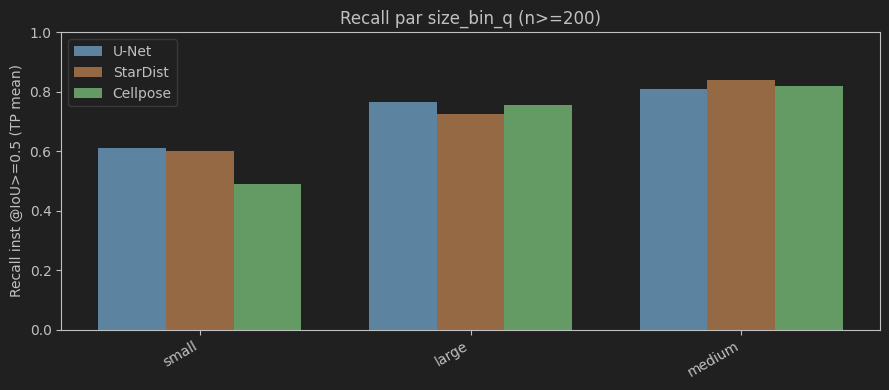 Recall par size_bin_q (n>=200)
Recall inst @IoU>=0.5 (TP mean)
1.0
0.8
0.6
0.4
0.2
0.0
U-Net
StarDist
Cellpose
small
large
medium